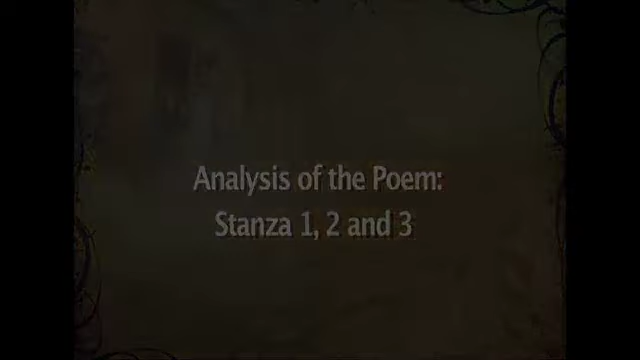 Analysis of the Poem:
Stanza 1, 2 and 3